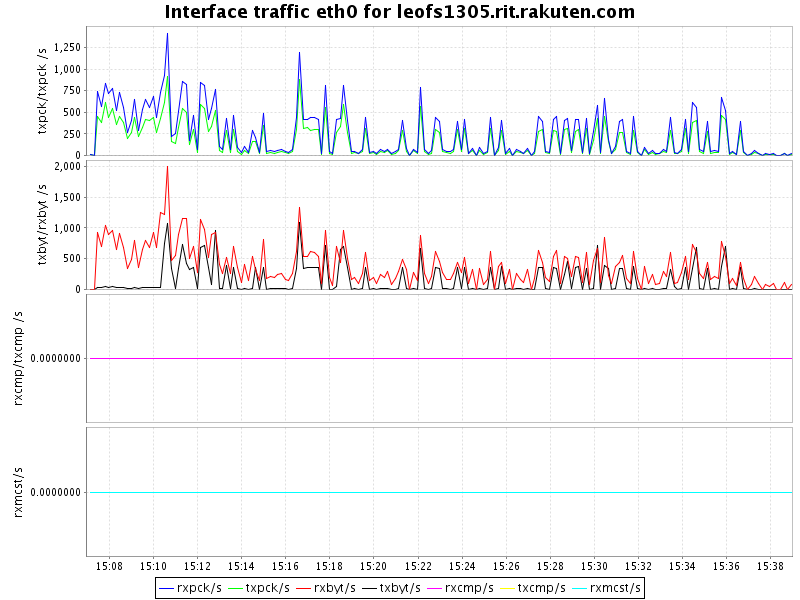 Interface traffic eth0 for leofs1305.rit.rakuten.com
txpck/txpck /s
1,250
1,000
750
500
250
0
txbyt/rxbyt /s
2,000
1,500
1,000
500
0
rxcmp/txcmp /s
0.0000000
rxmcst/s
0.0000000
15:08 15:10 15:12 15:14 15:16 15:18 15:20 15:22 15:24 15:26 15:28 15:30 15:32 15:34 15:36 15:38
rxpck/s txpck/s rxbyt/s txbyt/s rxcmp/s txcmp/s rxmcst/s